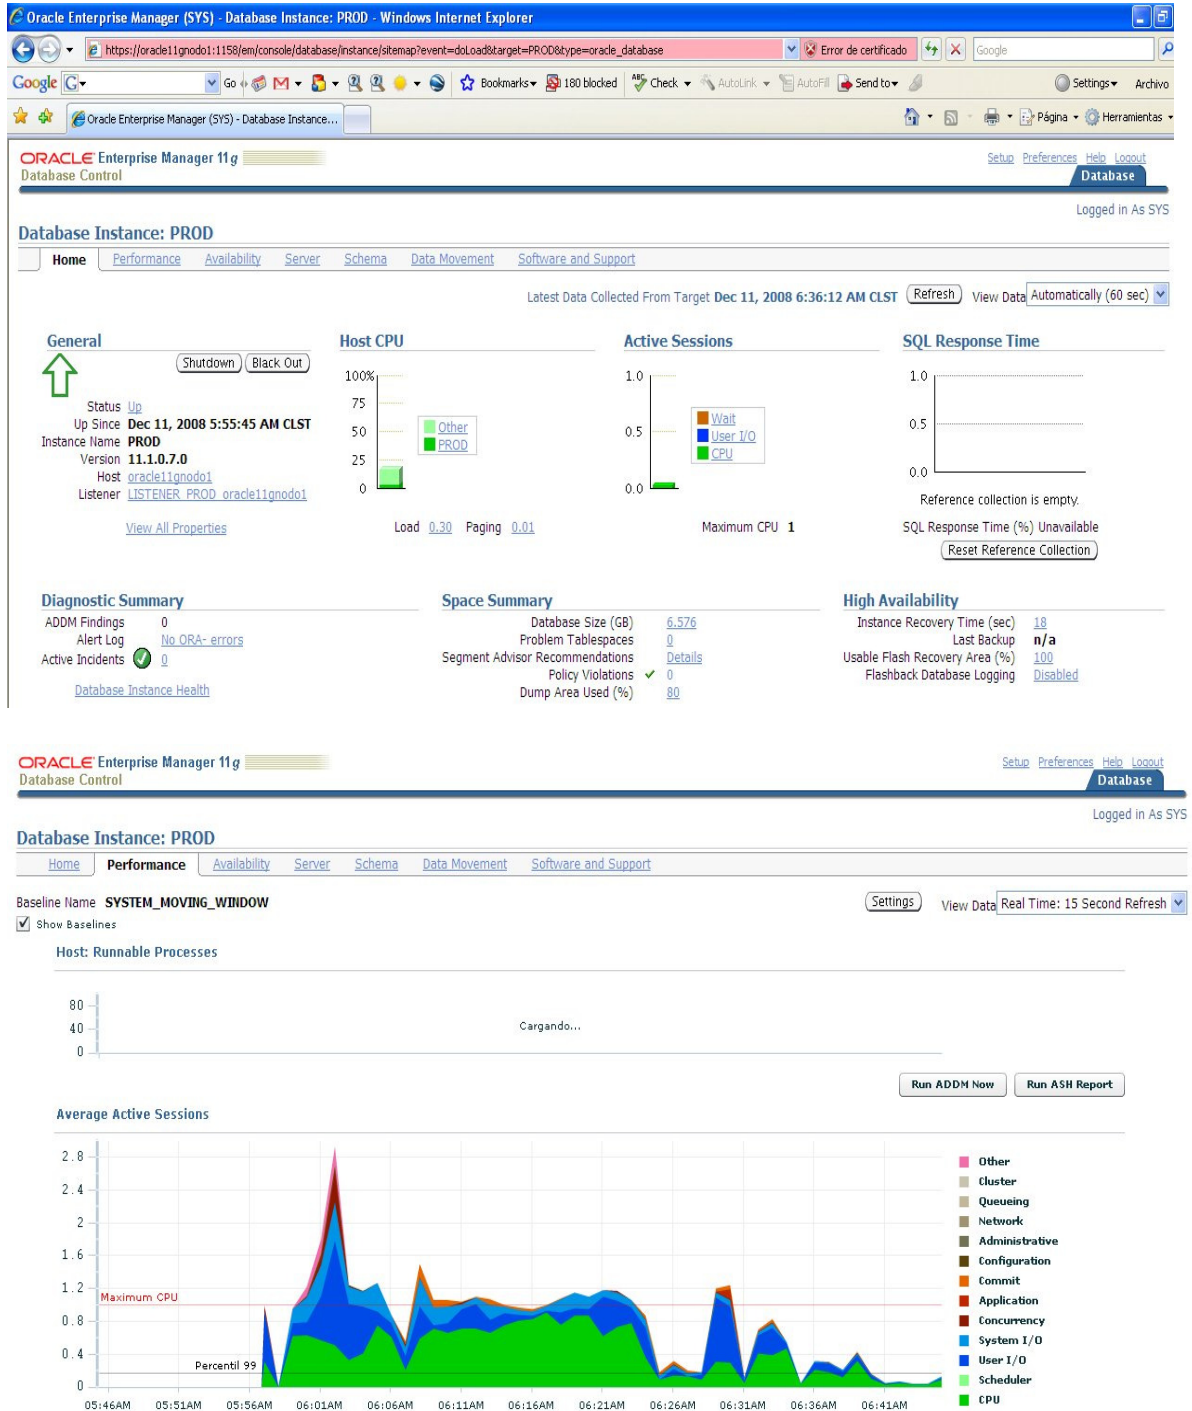 Oracle Enterprise Manager (SYS) - Database Instance: PROD - Windows Internet Explorer
https://oracle11gnodo1:1158/em/console/database/instance/sitemap?event=doLoad&target=PROD&type=oracle_database Error de certificado Google
Google G Go Bookmarks 180 blocked Check AutoLink AutoFill Send to Settings Archivo
Oracle Enterprise Manager (SYS) - Database Instance... Página Herramientas
ORACLE Enterprise Manager 11g Setup Preferences Help Logout
Database Control Database
Logged in As SYS
Database Instance: PROD
Home Performance Availability Server Schema Data Movement Software and Support
Latest Data Collected From Target Dec 11, 2008 6:36:12 AM CLST Refresh View Data Automatically (60 sec)
General
Shutdown Black Out
Status Up
Up Since Dec 11, 2008 5:55:45 AM CLST
Instance Name PROD
Version 11.1.0.7.0
Host oracle11gnodo1
Listener LISTENER_PROD_oracle11gnodo1
View All Properties
Host CPU
100%
75
50
25
0
Other
PROD
Load 0.30 Paging 0.01
Active Sessions
1.0
0.5
0.0
Wait
User I/O
CPU
Maximum CPU 1
SQL Response Time
1.0
0.5
0.0
Reference collection is empty.
SQL Response Time (%) Unavailable
Reset Reference Collection
Diagnostic Summary
ADDM Findings 0
Alert Log No ORA- errors
Active Incidents 0
Database Instance Health
Space Summary
Database Size (GB) 6.576
Problem Tablespaces 0
Segment Advisor Recommendations Details
Policy Violations 0
Dump Area Used (%) 80
High Availability
Instance Recovery Time (sec) 18
Last Backup n/a
Usable Flash Recovery Area (%) 100
Flashback Database Logging Disabled
ORACLE Enterprise Manager 11g Setup Preferences Help Logout
Database Control Database
Logged in As SYS
Database Instance: PROD
Home Performance Availability Server Schema Data Movement Software and Support
Baseline Name SYSTEM_MOVING_WINDOW Settings View Data Real Time: 15 Second Refresh
Show Baselines
Host: Runnable Processes
80
40
0
Cargando...
Run ADDM Now Run ASH Report
Average Active Sessions
2.8
2.4
2
1.6
1.2
0.8
0.4
0
Maximum CPU
Percentil 99
05:46AM 05:51AM 05:56AM 06:01AM 06:06AM 06:11AM 06:16AM 06:21AM 06:26AM 06:31AM 06:36AM 06:41AM
Other
Cluster
Queueing
Network
Administrative
Configuration
Commit
Application
Concurrency
System I/O
User I/O
Scheduler
CPU